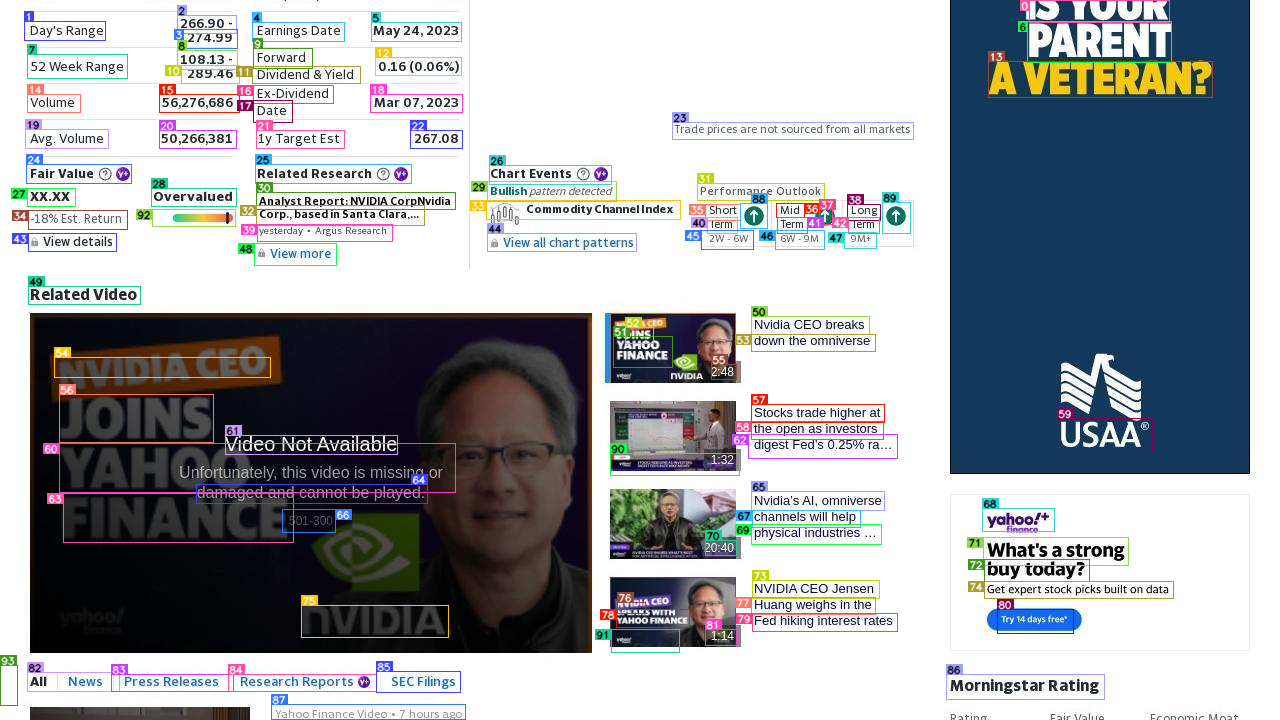 Day's Range 266.90 - 274.99
Earnings Date May 24, 2023
52 Week Range 108.13 - 289.46
Forward Dividend & Yield 0.16 (0.06%)
Volume 56,276,686
Ex-Dividend Date Mar 07, 2023
Avg. Volume 50,266,381
1y Target Est 267.08
Trade prices are not sourced from all markets
Fair Value
XX.XX Overvalued
-18% Est. Return
View details
Related Research
Analyst Report: NVIDIA CorpNvidia
Corp., based in Santa Clara,...
yesterday • Argus Research
View more
Chart Events
Bullish pattern detected
Commodity Channel Index
View all chart patterns
Performance Outlook
Short Term
2W - 6W
Mid Term
6W - 9M
Long Term
9M+
Related Video
NVIDIA CEO
JOINS
YAHOO
FINANCE
Video Not Available
Unfortunately, this video is missing or
damaged and cannot be played.
501-300
yahoo!
finance
NVIDIA
Nvidia CEO breaks
down the omniverse
2:48
Stocks trade higher at
the open as investors
digest Fed's 0.25% ra…
1:32
Nvidia's AI, omniverse
channels will help
physical industries …
20:40
NVIDIA CEO Jensen
Huang weighs in the
Fed hiking interest rates
1:14
All News Press Releases Research Reports SEC Filings
Yahoo Finance Video • 7 hours ago
IS YOUR
PARENT
A VETERAN?
USAA®
yahoo!+
finance
What's a strong
buy today?
Get expert stock picks built on data
Try 14 days free*
Morningstar Rating
Rating Fair Value Economic Moat